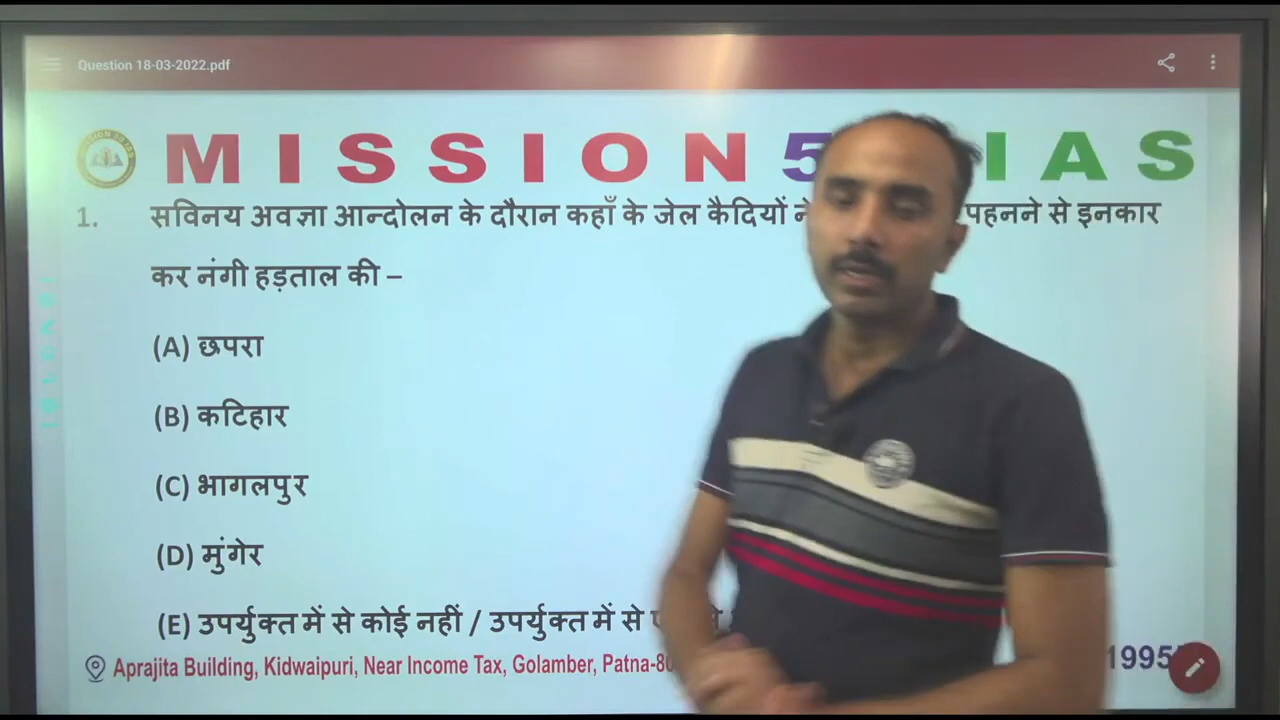 Question 18-03-2022.pdf
MISSION 5 IAS
1. सविनय अवज्ञा आन्दोलन के दौरान कहाँ के जेल कैदियों ने पहनने से इनकार
कर नंगी हड़ताल की –
(A) छपरा
(B) कटिहार
(C) भागलपुर
(D) मुंगेर
(E) उपर्युक्त में से कोई नहीं / उपर्युक्त में से
Aprajita Building, Kidwaipuri, Near Income Tax, Golamber, Patna-80
1995